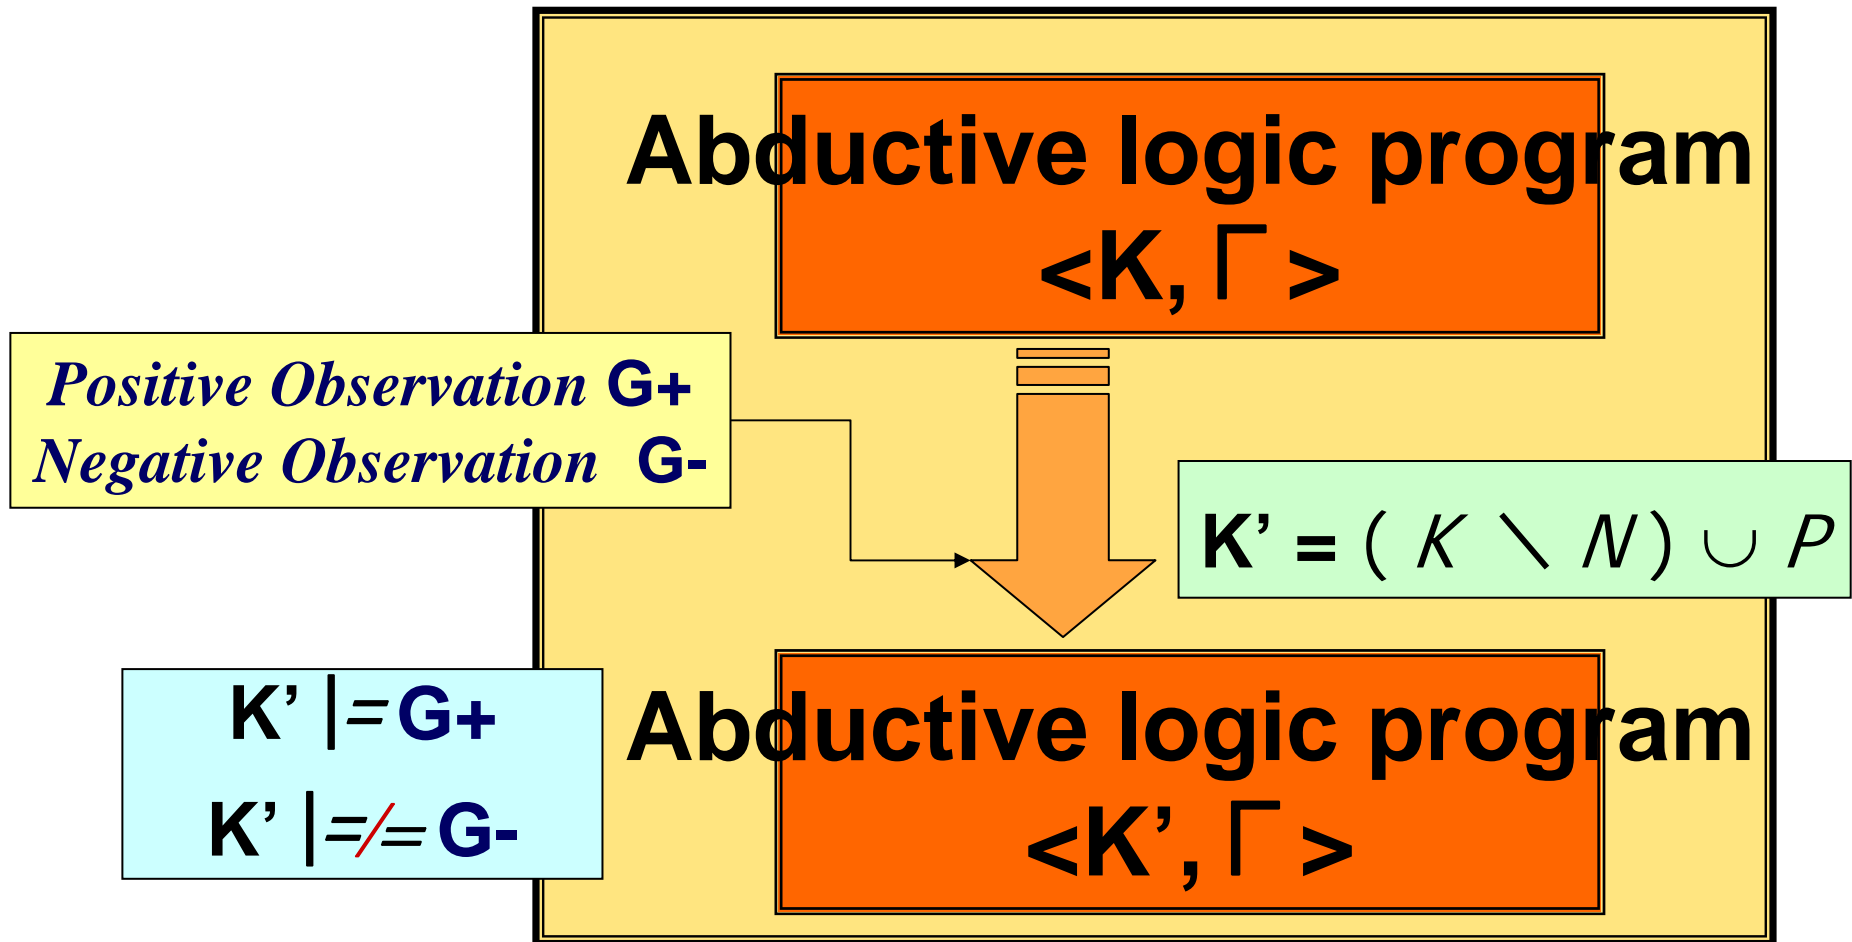 Abductive logic program
<K, Γ>
Positive Observation G+
Negative Observation G-
K’ = ( K \ N ) ∪ P
K’ |= G+
K’ |=/= G-
Abductive logic program
<K’, Γ>